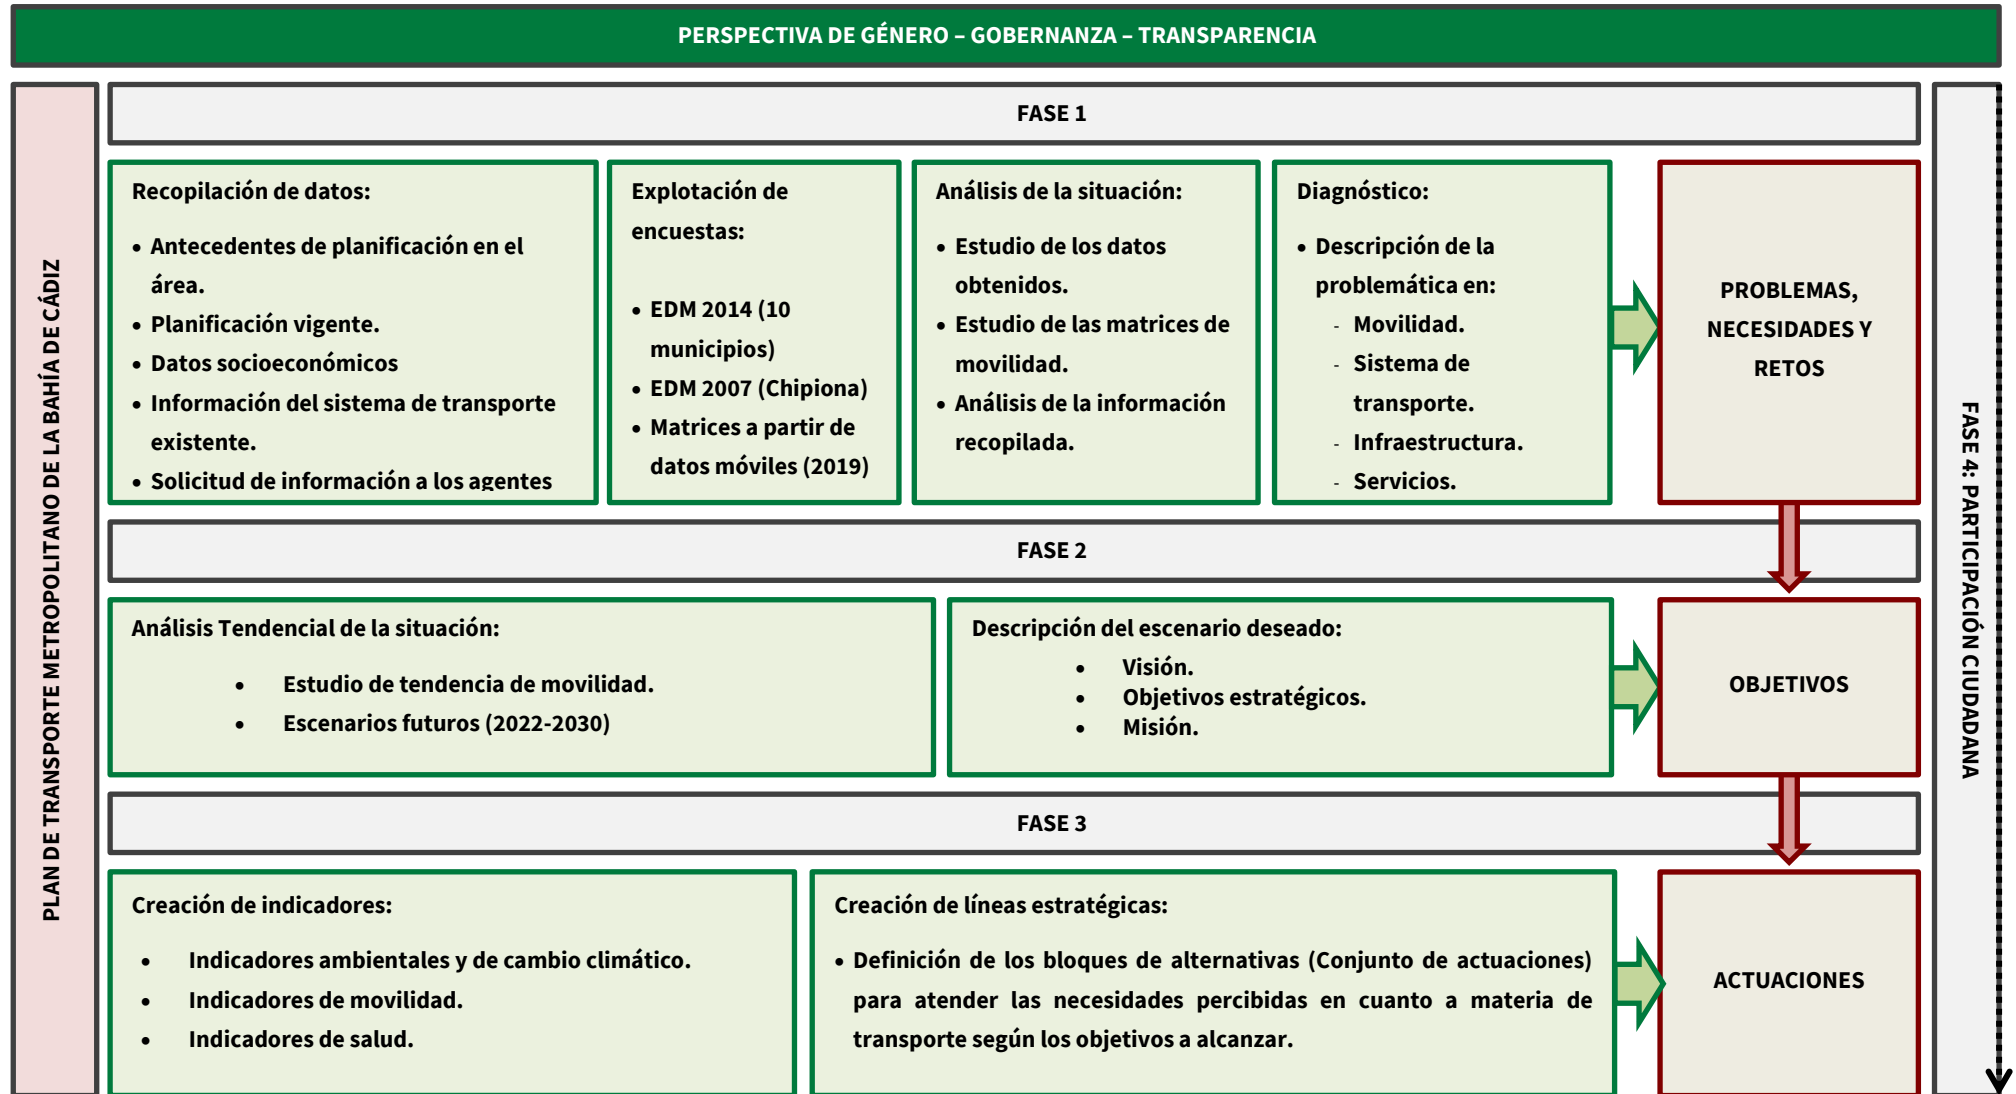 PERSPECTIVA DE GÉNERO – GOBERNANZA – TRANSPARENCIA
PLAN DE TRANSPORTE METROPOLITANO DE LA BAHÍA DE CÁDIZ
FASE 1
Recopilación de datos:
• Antecedentes de planificación en el
área.
• Planificación vigente.
• Datos socioeconómicos
• Información del sistema de transporte
existente.
• Solicitud de información a los agentes
Explotación de
encuestas:
• EDM 2014 (10
municipios)
• EDM 2007 (Chipiona)
• Matrices a partir de
datos móviles (2019)
Análisis de la situación:
• Estudio de los datos
obtenidos.
• Estudio de las matrices de
movilidad.
• Análisis de la información
recopilada.
Diagnóstico:
• Descripción de la
problemática en:
- Movilidad.
- Sistema de
transporte.
- Infraestructura.
- Servicios.
PROBLEMAS,
NECESIDADES Y
RETOS
FASE 2
Análisis Tendencial de la situación:
• Estudio de tendencia de movilidad.
• Escenarios futuros (2022-2030)
Descripción del escenario deseado:
• Visión.
• Objetivos estratégicos.
• Misión.
OBJETIVOS
FASE 3
Creación de indicadores:
• Indicadores ambientales y de cambio climático.
• Indicadores de movilidad.
• Indicadores de salud.
Creación de líneas estratégicas:
• Definición de los bloques de alternativas (Conjunto de actuaciones)
para atender las necesidades percibidas en cuanto a materia de
transporte según los objetivos a alcanzar.
ACTUACIONES
FASE 4: PARTICIPACIÓN CIUDADANA